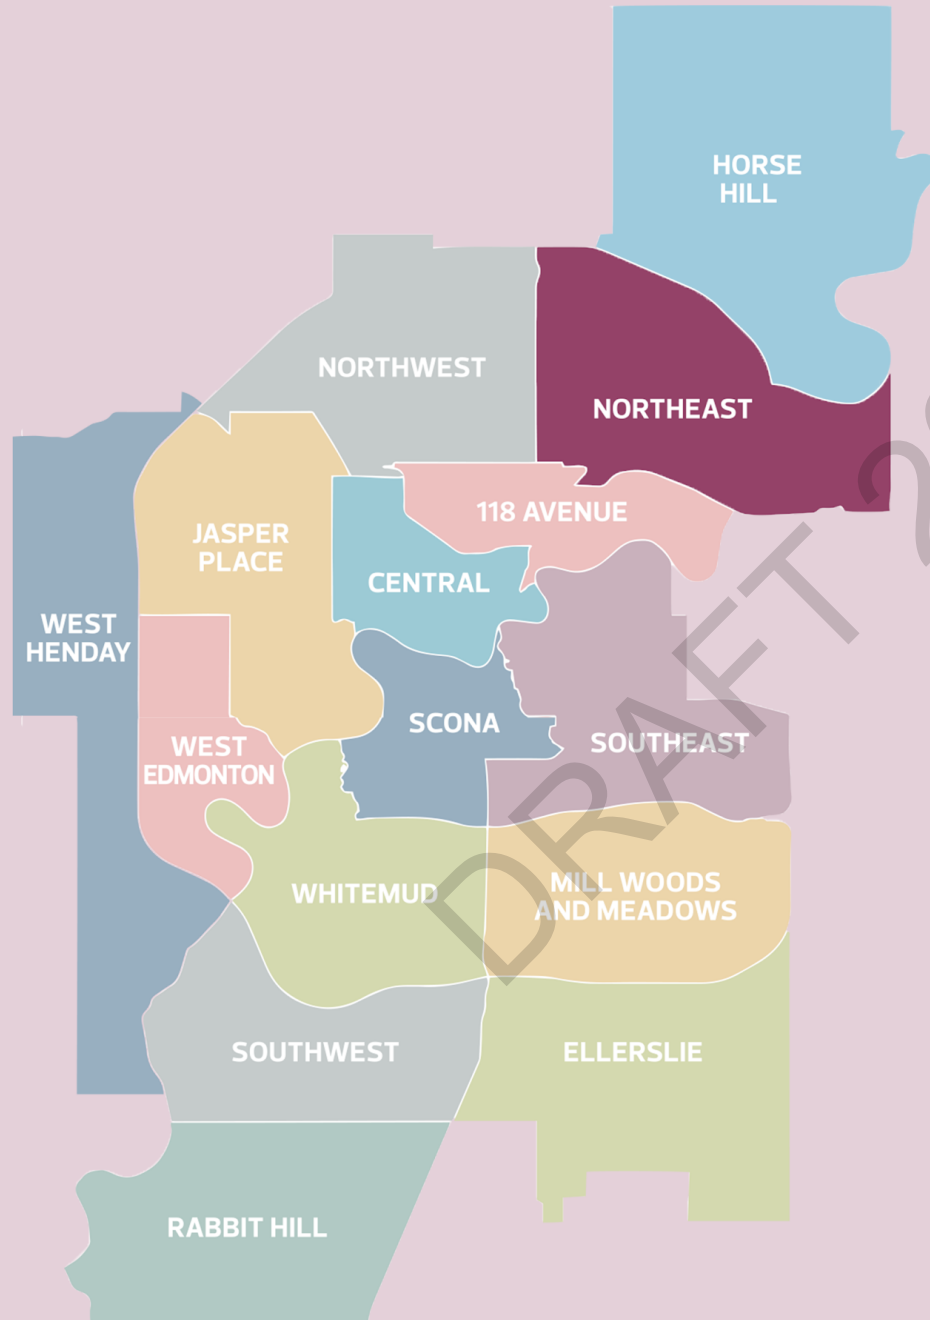 HORSE
HILL
NORTHWEST
NORTHEAST
118 AVENUE
JASPER
PLACE
CENTRAL
WEST
HENDAY
SCONA
SOUTHEAST
WEST
EDMONTON
WHITEMUD
MILL WOODS
AND MEADOWS
SOUTHWEST
ELLERSLIE
RABBIT HILL
DRAFT